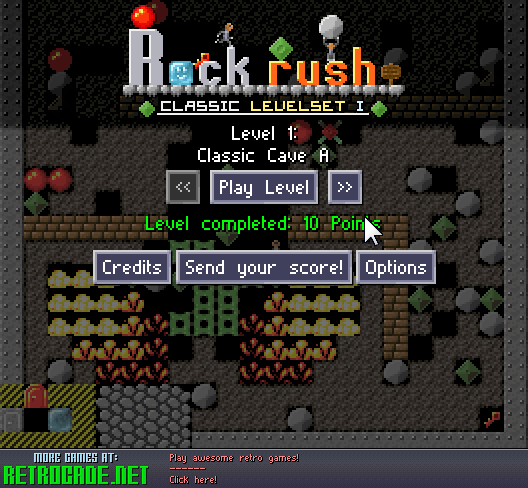 Rock rush
CLASSIC LEVELSET I
Level 1:
Classic Cave A
<< Play Level >>
Level completed: 10 Points
Credits Send your score! Options
MORE GAMES AT:
RETROCADE.NET
Play awesome retro games!
------
Click here!